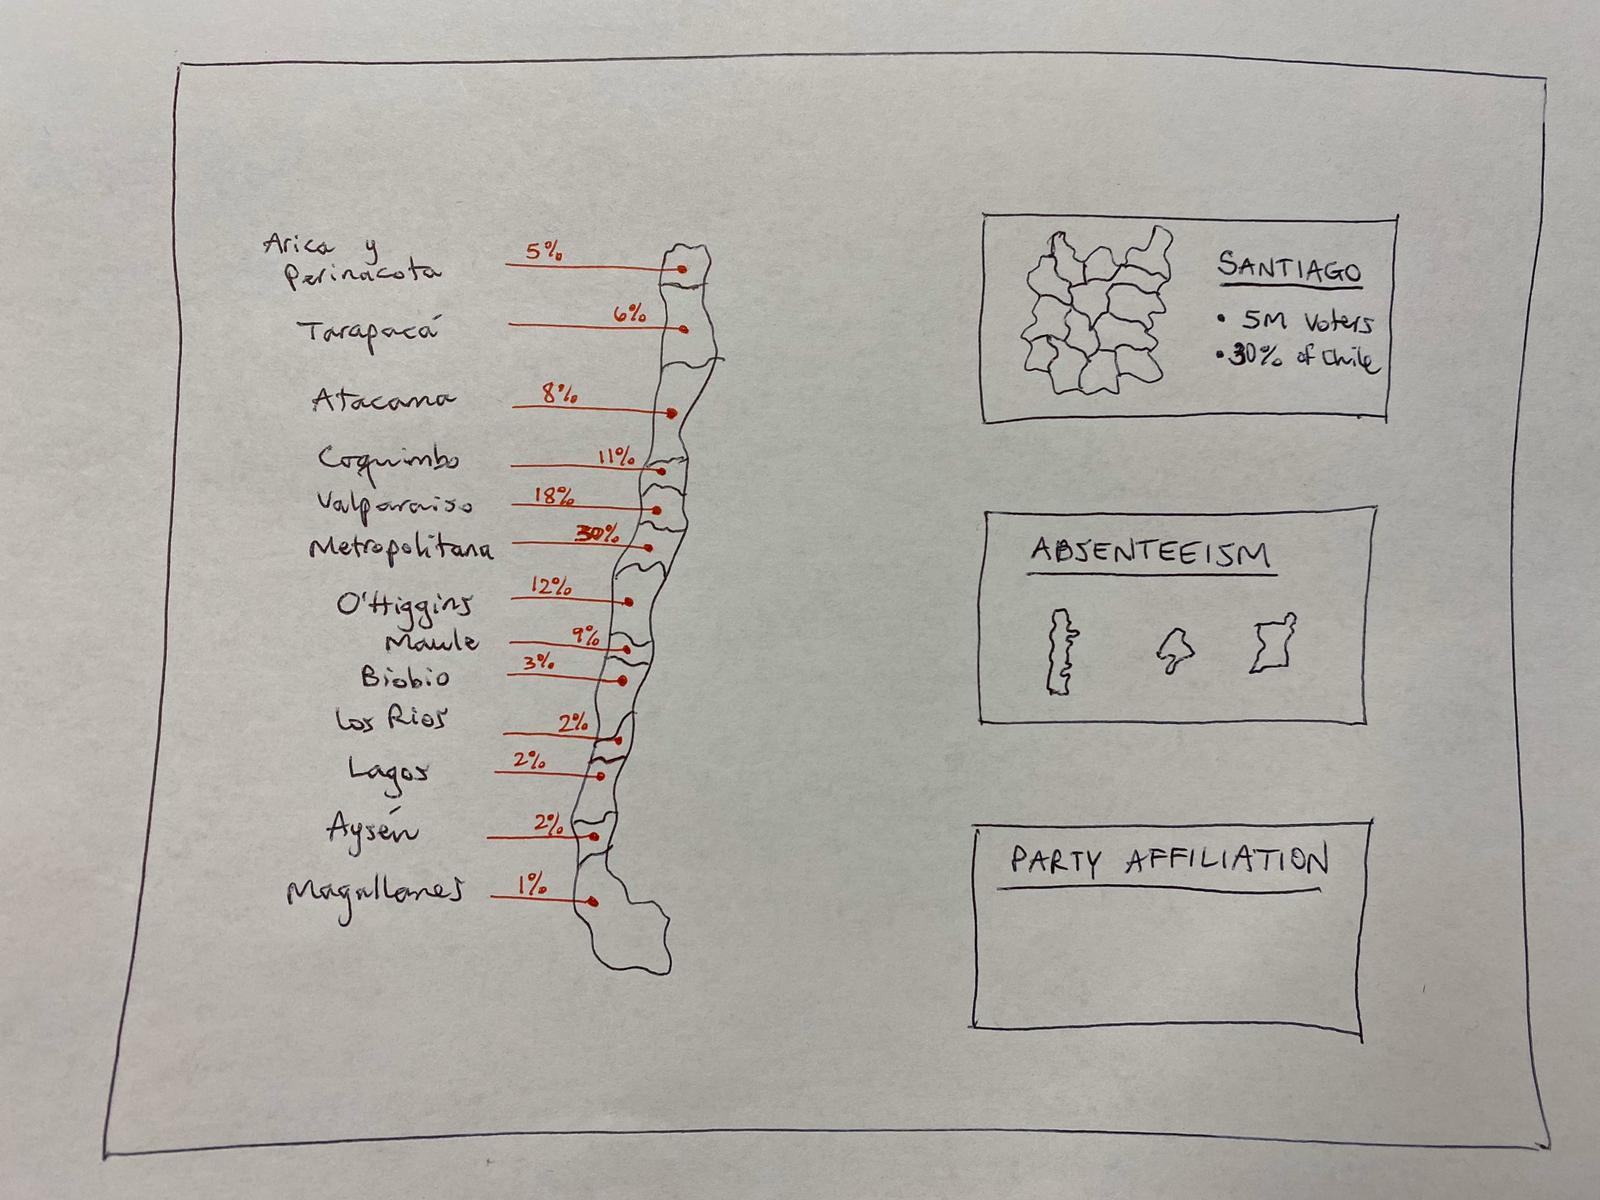 Arica y
Perinacota
5%
Tarapacá
6%
Atacama
8%
Coquimbo
11%
Valparaiso
18%
Metropolitana
30%
O'Higgins
12%
Maule
9%
Biobio
3%
Los Rios
2%
Lagos
2%
Aysén
2%
Magallanes
1%
SANTIAGO
• 5M Voters
• 30% of Chile
ABSENTEEISM
PARTY AFFILIATION